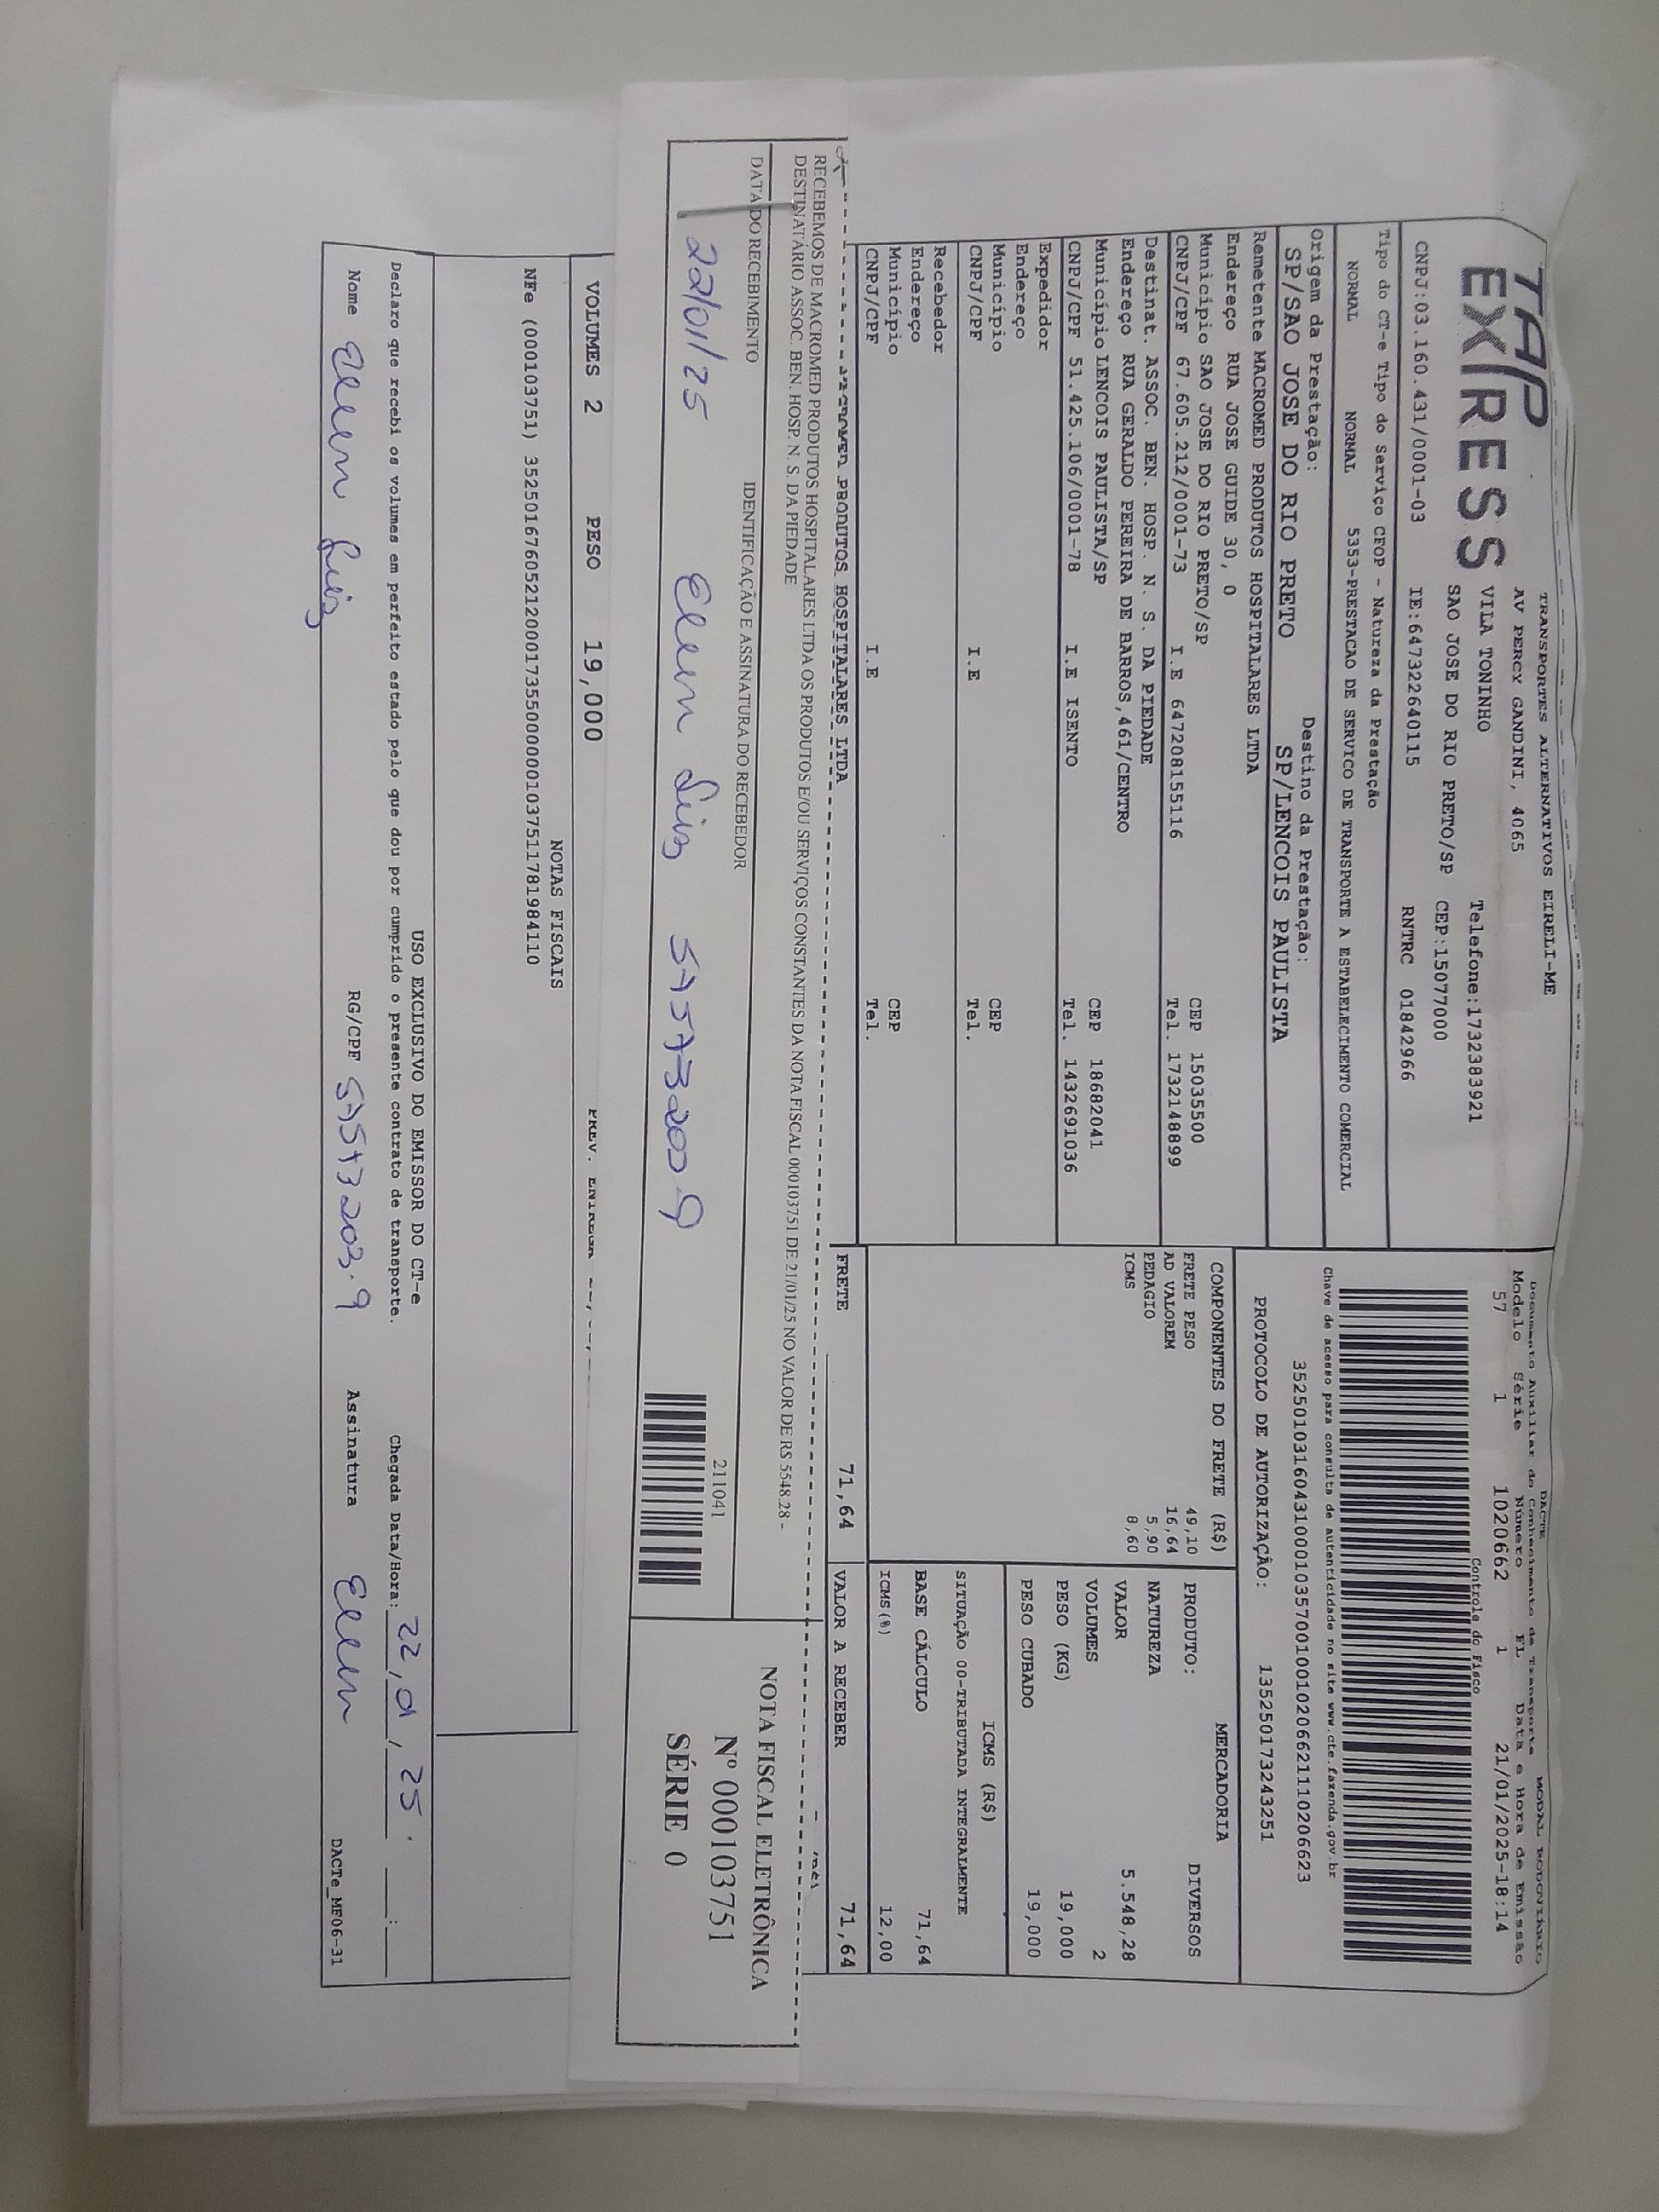 TAP
EXPRESS
TRANSPORTES ALTERNATIVOS EIRELI-ME
AV PERCY GANDINI, 4065
VILA TONINHO Telefone:1732383921
SAO JOSE DO RIO PRETO/SP CEP:15077000
CNPJ:03.160.431/0001-03 IE:647322640115 RNTRC 01842966
Tipo do CT-e Tipo do Serviço CFOP - Natureza da Prestação
NORMAL NORMAL 5353-PRESTACAO DE SERVICO DE TRANSPORTE A ESTABELECIMENTO COMERCIAL
Origem da Prestação: Destino da Prestação:
SP/SAO JOSE DO RIO PRETO SP/LENCOIS PAULISTA
DACTE MODAL RODOVIÁRIO
Documento Auxiliar do Conhecimento de Transporte
Modelo Série Número FL Data e Hora de Emissão
57 1 1020662 1 21/01/2025-18:14
Controle do Fisco
Chave de acesso para consulta de autenticidade no site www.cte.fazenda.gov.br
35250103160431000103570010010206621110206623
PROTOCOLO DE AUTORIZAÇÃO: 135250173243251
Remetente MACROMED PRODUTOS HOSPITALARES LTDA
Endereço RUA JOSE GUIDE 30, 0
Município SAO JOSE DO RIO PRETO/SP CEP 15035500
CNPJ/CPF 67.605.212/0001-73 I.E 647208155116 Tel. 1732148899
Destinat. ASSOC. BEN. HOSP. N. S. DA PIEDADE
Endereço RUA GERALDO PEREIRA DE BARROS,461/CENTRO
Município LENCOIS PAULISTA/SP CEP 18682041
CNPJ/CPF 51.425.106/0001-78 I.E ISENTO Tel. 1432691036
Expedidor
Endereço
Município CEP
CNPJ/CPF I.E Tel.
Recebedor
Endereço
Município CEP
CNPJ/CPF I.E Tel.
PRODUTOS HOSPITALARES LTDA
COMPONENTES DO FRETE (R$)
FRETE PESO 49,10
AD VALOREM 16,64
PEDAGIO 5,90
ICMS 8,60
MERCADORIA
PRODUTO: DIVERSOS
NATUREZA
VALOR 5.548,28
VOLUMES 2
PESO (KG) 19,000
PESO CUBADO 19,000
ICMS (R$)
SITUAÇÃO 00-TRIBUTADA INTEGRALMENTE
BASE CÁLCULO 71,64
ICMS(%) 12,00
FRETE 71,64 VALOR A RECEBER 71,64
RECEBEMOS DE MACROMED PRODUTOS HOSPITALARES LTDA OS PRODUTOS E/OU SERVIÇOS CONSTANTES DA NOTA FISCAL 000103751 DE 21/01/25 NO VALOR DE R$ 5548.28 -
DESTINATÁRIO ASSOC. BEN. HOSP. N. S. DA PIEDADE
DATA DO RECEBIMENTO IDENTIFICAÇÃO E ASSINATURA DO RECEBEDOR
22/01/25 Ellen Luiz
211041
NOTA FISCAL ELETRÔNICA
Nº 000103751
SÉRIE 0
VOLUMES 2 PESO 19,000 PREV. ENTREGA
NOTAS FISCAIS
NFe (000103751) 35250167605212000173550000001037511781984110
USO EXCLUSIVO DO EMISSOR DO CT-e
Declaro que recebi os volumes em perfeito estado pelo que dou por cumprido o presente contrato de transporte. Chegada Data/Hora: 22/01/25 :
Nome Ellen Luiz RG/CPF Assinatura Ellen DACTe_MF06-31